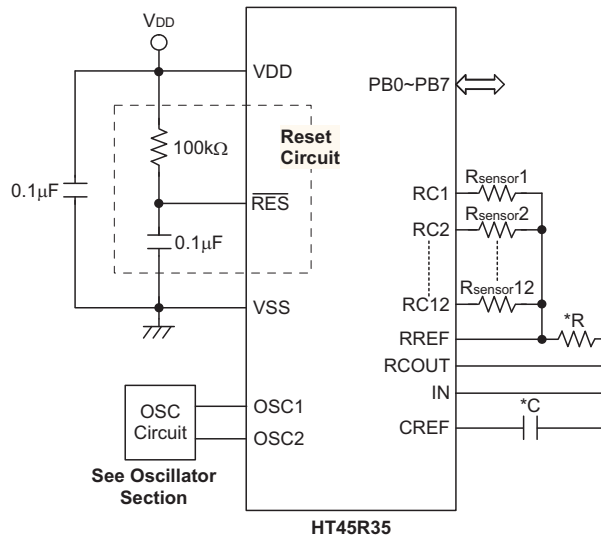 VDD
VDD
PB0~PB7
100kΩ
Reset
Circuit
0.1μF
RES
0.1μF
RC1
Rsensor1
RC2
Rsensor2
Rsensor12
RC12
VSS
*R
RREF
RCOUT
IN
*C
CREF
OSC
Circuit
OSC1
OSC2
See Oscillator
Section
HT45R35